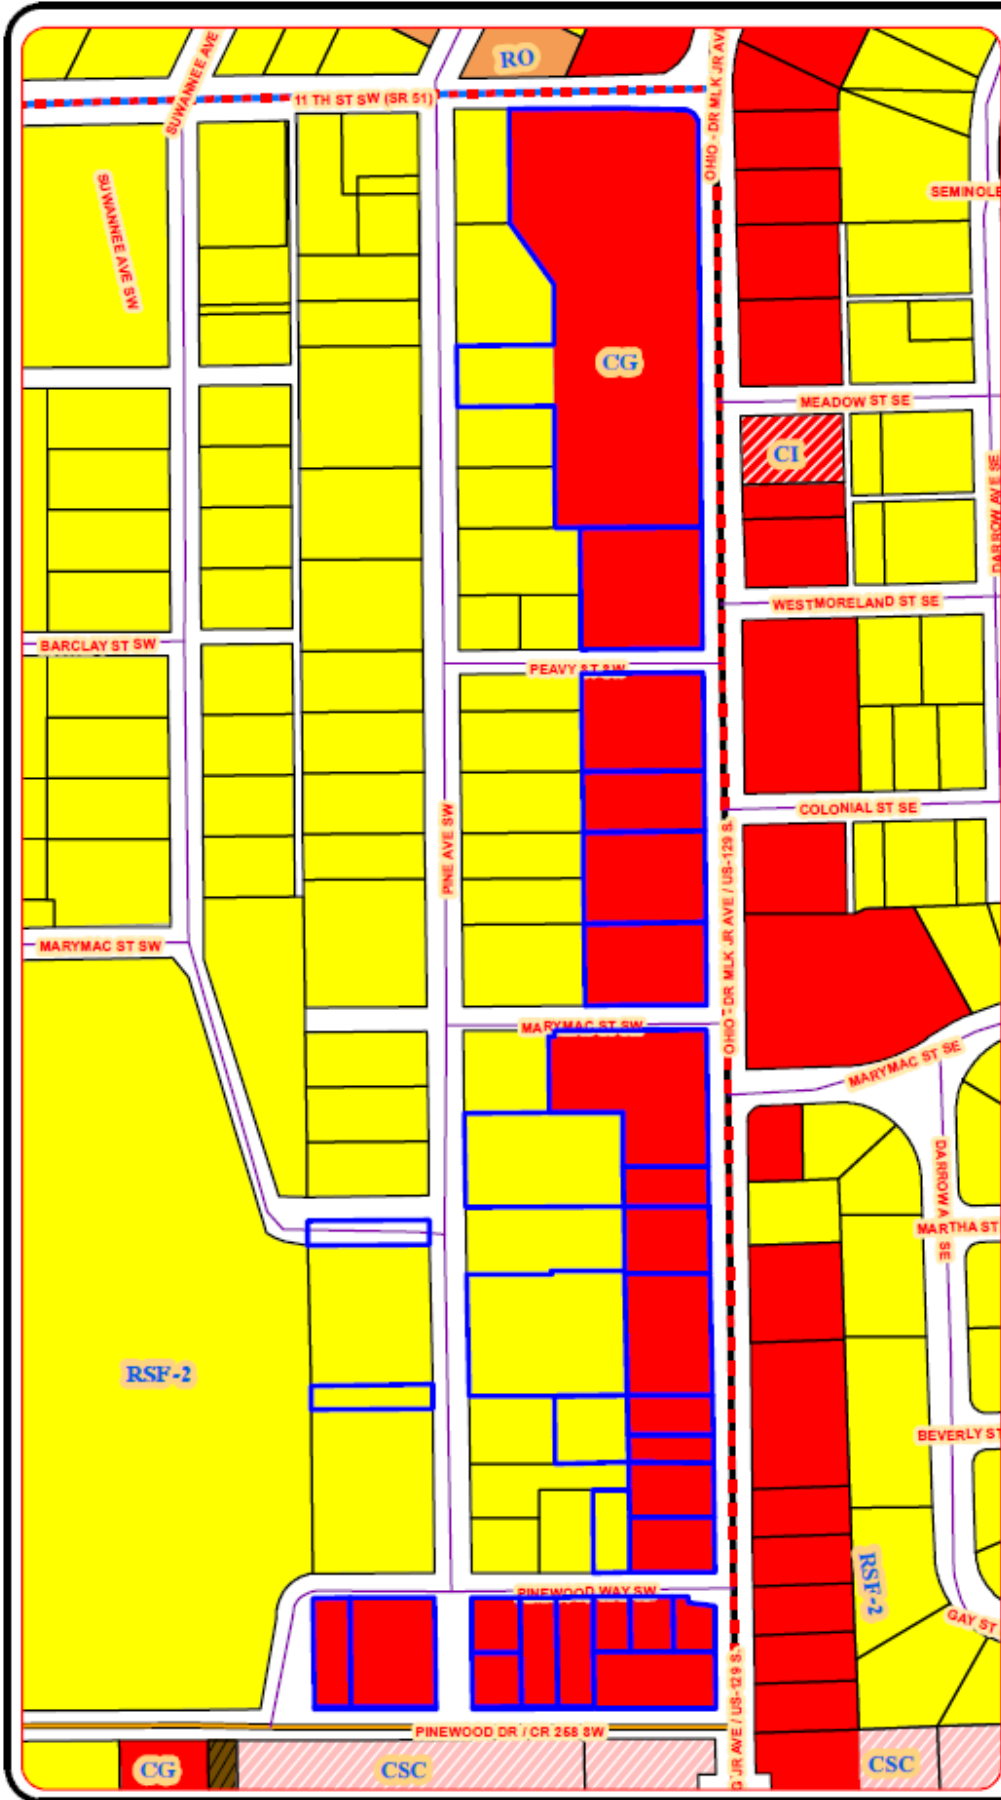 SUWANNEE AVE
RO
OHIO - DR MLK JR AVE
11 TH ST SW (SR 51)
SUWANNEE AVE SW
SEMINOLE
CG
MEADOW ST SE
CI
DARROW AVE SE
WESTMORELAND ST SE
BARCLAY ST SW
PEAVY ST SW
COLONIAL ST SE
PINE AVE SW
OHIO - DR MLK JR AVE / US-129 S
MARYMAC ST SW
MARYMAC ST SW
MARYMAC ST SE
DARROW A SE
MARTHA ST
RSF-2
BEVERLY ST
RSF-2
PINEWOOD WAY SW
GAY ST
JR AVE / US-129 S
PINEWOOD DR / CR 258 SW
CG
CSC
CSC